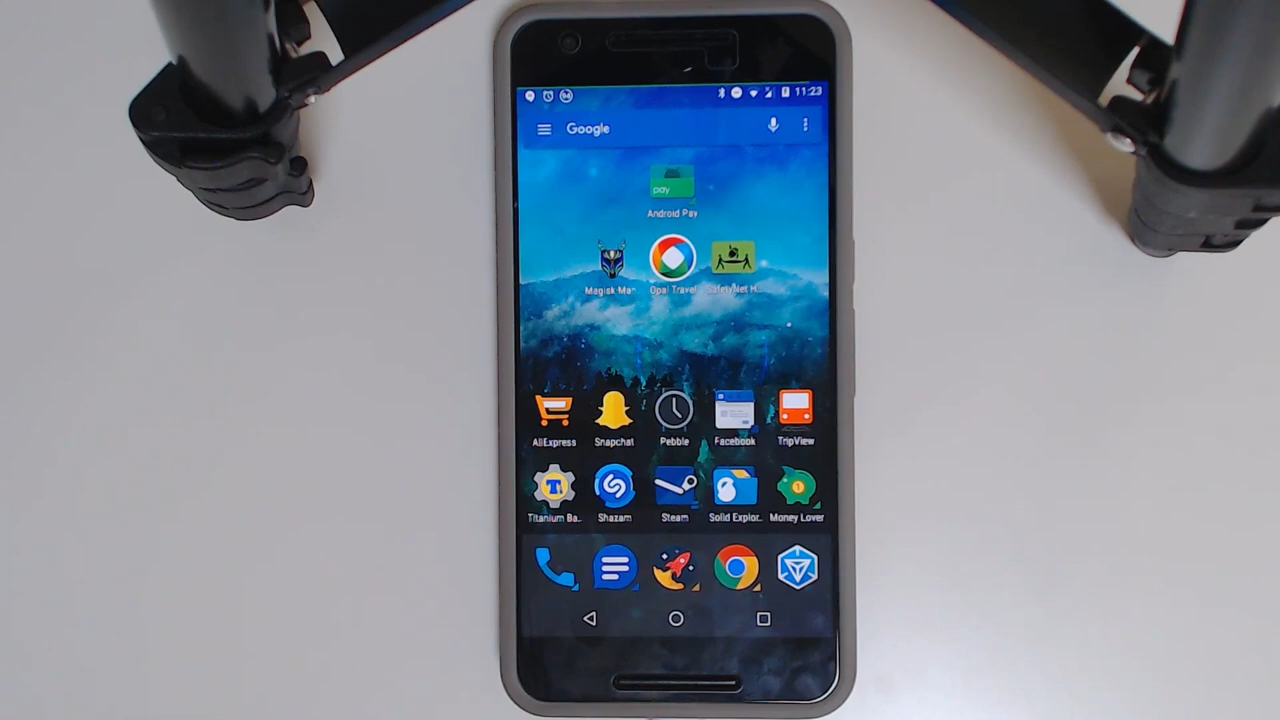 94 11:23
Google
pay
Android Pay
Magisk Man Opal Travel SafetyNet H..
AliExpress Snapchat Pebble Facebook TripView
Titanium Ba.. Shazam Steam Solid Explor.. Money Lover